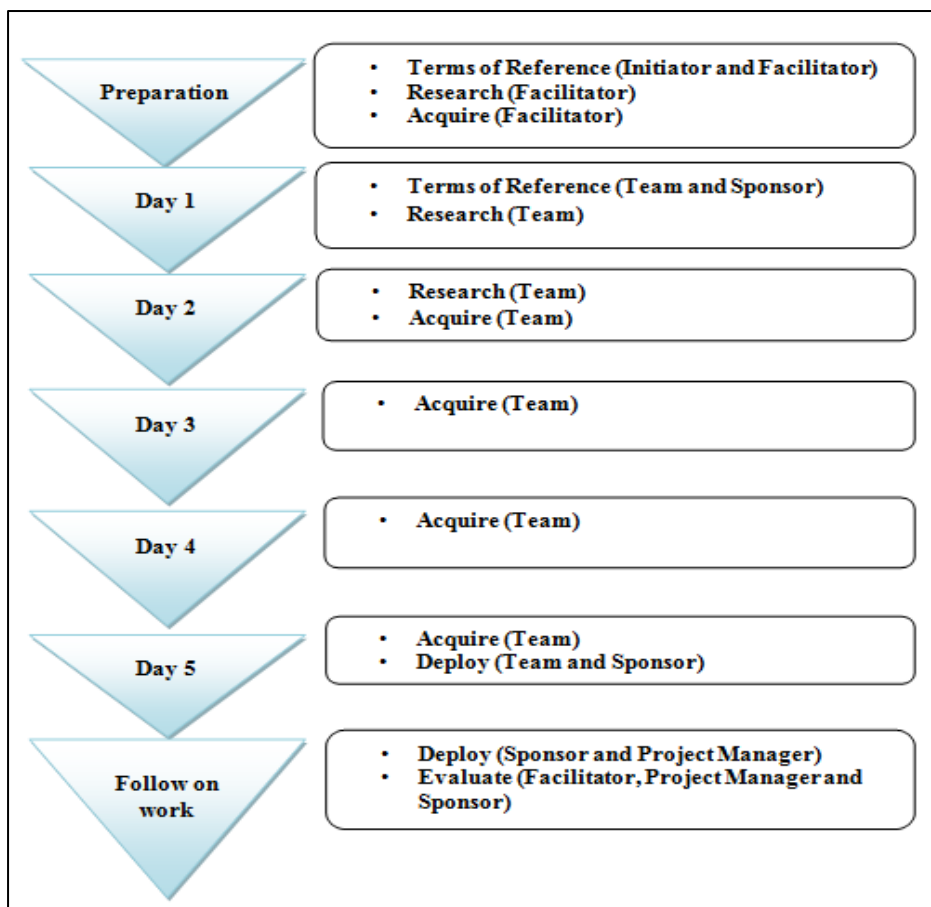 Preparation
• Terms of Reference (Initiator and Facilitator)
• Research (Facilitator)
• Acquire (Facilitator)
Day 1
• Terms of Reference (Team and Sponsor)
• Research (Team)
Day 2
• Research (Team)
• Acquire (Team)
Day 3
• Acquire (Team)
Day 4
• Acquire (Team)
Day 5
• Acquire (Team)
• Deploy (Team and Sponsor)
Follow on
work
• Deploy (Sponsor and Project Manager)
• Evaluate (Facilitator, Project Manager and
Sponsor)